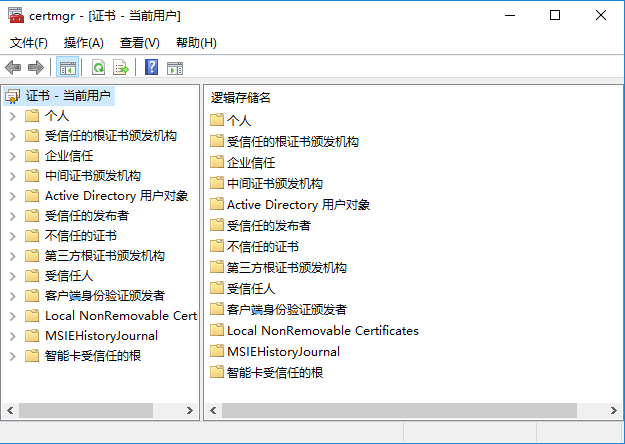 certmgr - [证书 - 当前用户]
文件(F) 操作(A) 查看(V) 帮助(H)
证书 - 当前用户
个人
受信任的根证书颁发机构
企业信任
中间证书颁发机构
Active Directory 用户对象
受信任的发布者
不信任的证书
第三方根证书颁发机构
受信任人
客户端身份验证颁发者
Local NonRemovable Cert
MSIEHistoryJournal
智能卡受信任的根
逻辑存储名
个人
受信任的根证书颁发机构
企业信任
中间证书颁发机构
Active Directory 用户对象
受信任的发布者
不信任的证书
第三方根证书颁发机构
受信任人
客户端身份验证颁发者
Local NonRemovable Certificates
MSIEHistoryJournal
智能卡受信任的根